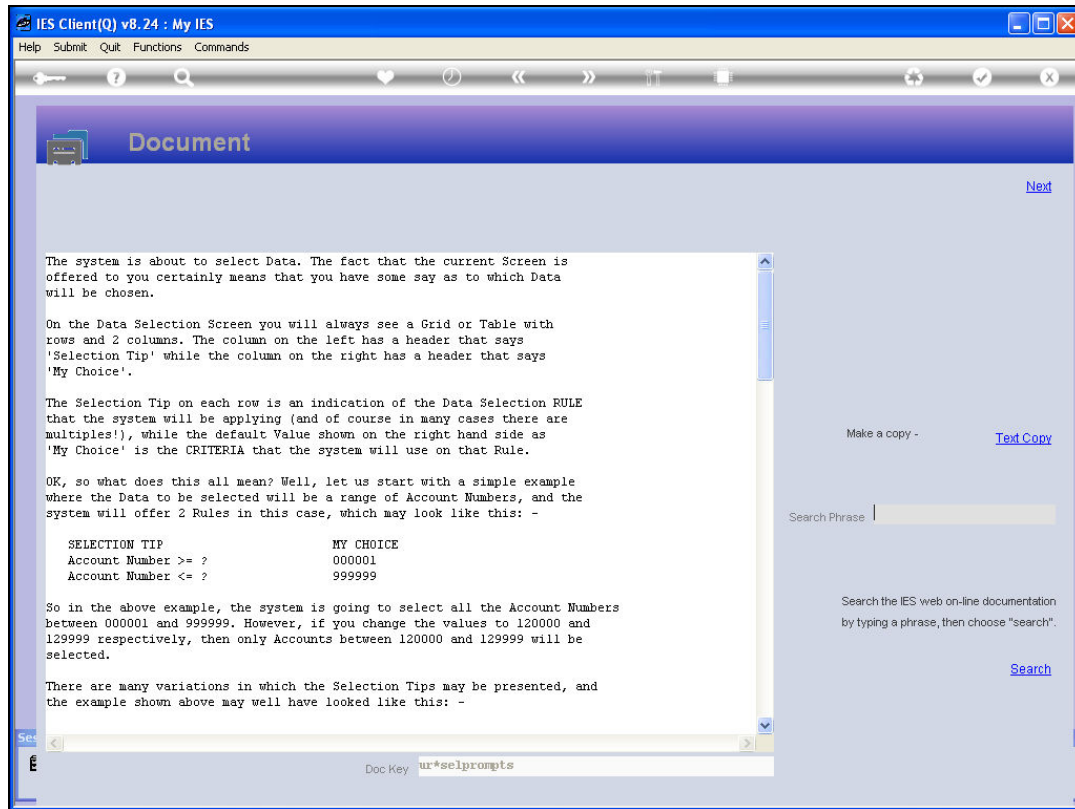 IES Client(Q) v8.24 : My IES
Help Submit Quit Functions Commands
Document
Next
The system is about to select Data. The fact that the current Screen is
offered to you certainly means that you have some say as to which Data
will be chosen.
On the Data Selection Screen you will always see a Grid or Table with
rows and 2 columns. The column on the left has a header that says
'Selection Tip' while the column on the right has a header that says
'My Choice'.
The Selection Tip on each row is an indication of the Data Selection RULE
that the system will be applying (and of course in many cases there are
multiples!), while the default Value shown on the right hand side as
'My Choice' is the CRITERIA that the system will use on that Rule.
OK, so what does this all mean? Well, let us start with a simple example
where the Data to be selected will be a range of Account Numbers, and the
system will offer 2 Rules in this case, which may look like this: -
SELECTION TIP MY CHOICE
Account Number >= ? 000001
Account Number <= ? 999999
So in the above example, the system is going to select all the Account Numbers
between 000001 and 999999. However, if you change the values to 120000 and
129999 respectively, then only Accounts between 120000 and 129999 will be
selected.
There are many variations in which the Selection Tips may be presented, and
the example shown above may well have looked like this: -
Make a copy -
Text Copy
Search Phrase
Search the IES web on-line documentation
by typing a phrase, then choose "search".
Search
Ses
Doc Key ur*selprompts